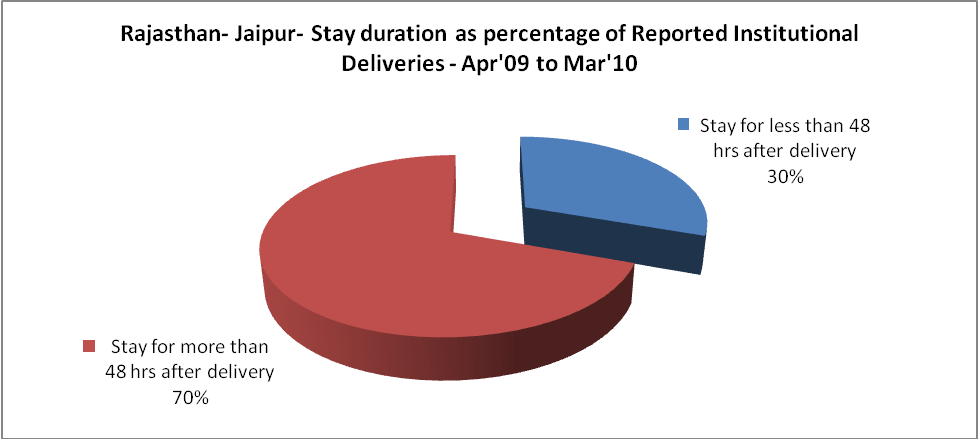 Rajasthan- Jaipur- Stay duration as percentage of Reported Institutional
Deliveries - Apr'09 to Mar'10
Stay for less than 48
hrs after delivery
30%
Stay for more than
48 hrs after delivery
70%